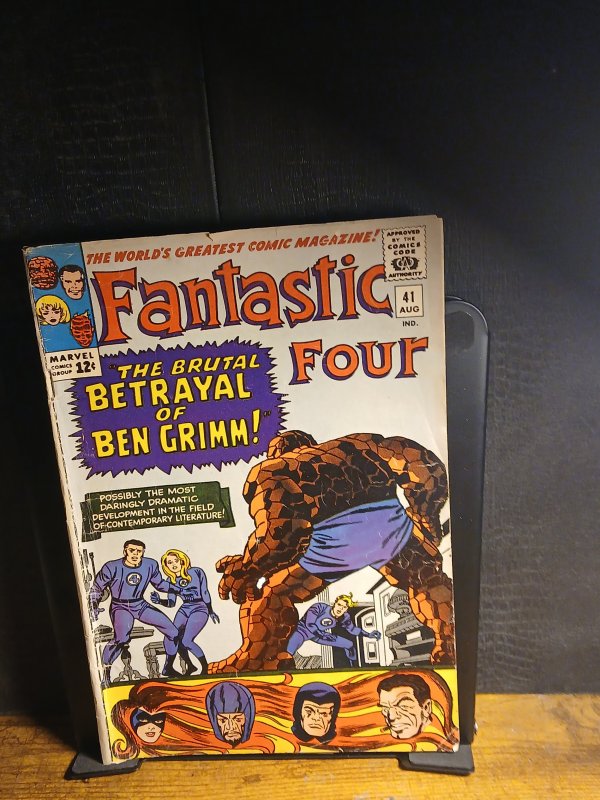 THE WORLD'S GREATEST COMIC MAGAZINE!
APPROVED
BY THE
COMICS
CODE
CA
AUTHORITY
Fantastic
Four
41
AUG
IND.
MARVEL
COMICS
GROUP
12¢
"THE BRUTAL
BETRAYAL
OF
BEN GRIMM!"
POSSIBLY THE MOST
DARINGLY DRAMATIC
DEVELOPMENT IN THE FIELD
OF CONTEMPORARY LITERATURE!
4